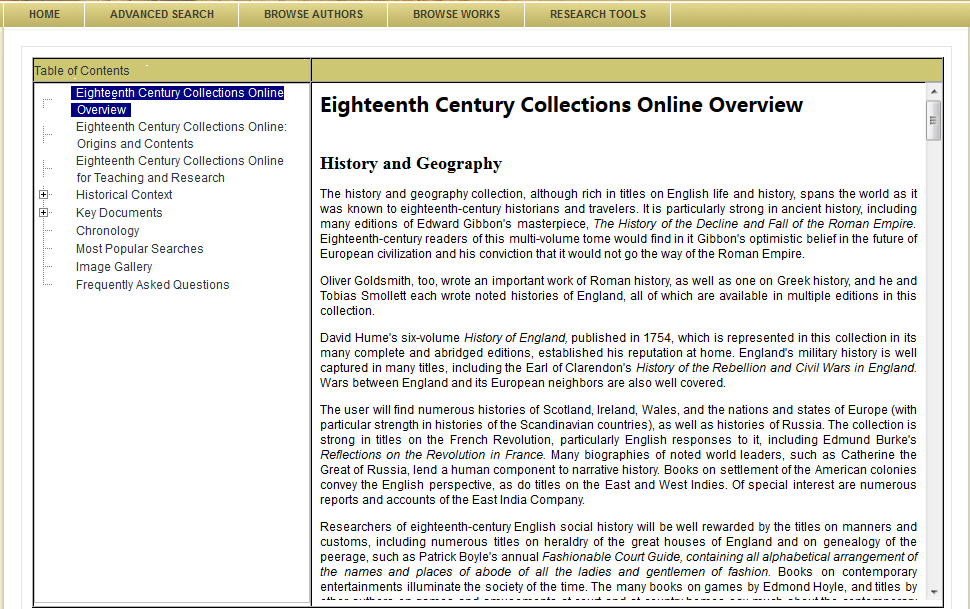 HOME
ADVANCED SEARCH
BROWSE AUTHORS
BROWSE WORKS
RESEARCH TOOLS
Table of Contents
Eighteenth Century Collections Online
Overview
Eighteenth Century Collections Online:
Origins and Contents
Eighteenth Century Collections Online
for Teaching and Research
Historical Context
Key Documents
Chronology
Most Popular Searches
Image Gallery
Frequently Asked Questions
Eighteenth Century Collections Online Overview
History and Geography
The history and geography collection, although rich in titles on English life and history, spans the world as it
was known to eighteenth-century historians and travelers. It is particularly strong in ancient history, including
many editions of Edward Gibbon's masterpiece, The History of the Decline and Fall of the Roman Empire.
Eighteenth-century readers of this multi-volume tome would find in it Gibbon's optimistic belief in the future of
European civilization and his conviction that it would not go the way of the Roman Empire.
Oliver Goldsmith, too, wrote an important work of Roman history, as well as one on Greek history, and he and
Tobias Smollett each wrote noted histories of England, all of which are available in multiple editions in this
collection.
David Hume's six-volume History of England, published in 1754, which is represented in this collection in its
many complete and abridged editions, established his reputation at home. England's military history is well
captured in many titles, including the Earl of Clarendon's History of the Rebellion and Civil Wars in England.
Wars between England and its European neighbors are also well covered.
The user will find numerous histories of Scotland, Ireland, Wales, and the nations and states of Europe (with
particular strength in histories of the Scandinavian countries), as well as histories of Russia. The collection is
strong in titles on the French Revolution, particularly English responses to it, including Edmund Burke's
Reflections on the Revolution in France. Many biographies of noted world leaders, such as Catherine the
Great of Russia, lend a human component to narrative history. Books on settlement of the American colonies
convey the English perspective, as do titles on the East and West Indies. Of special interest are numerous
reports and accounts of the East India Company.
Researchers of eighteenth-century English social history will be well rewarded by the titles on manners and
customs, including numerous titles on heraldry of the great houses of England and on genealogy of the
peerage, such as Patrick Boyle's annual Fashionable Court Guide, containing all alphabetical arrangement of
the names and places of abode of all the ladies and gentlemen of fashion. Books on contemporary
entertainments illuminate the society of the time. The many books on games by Edmond Hoyle, and titles by